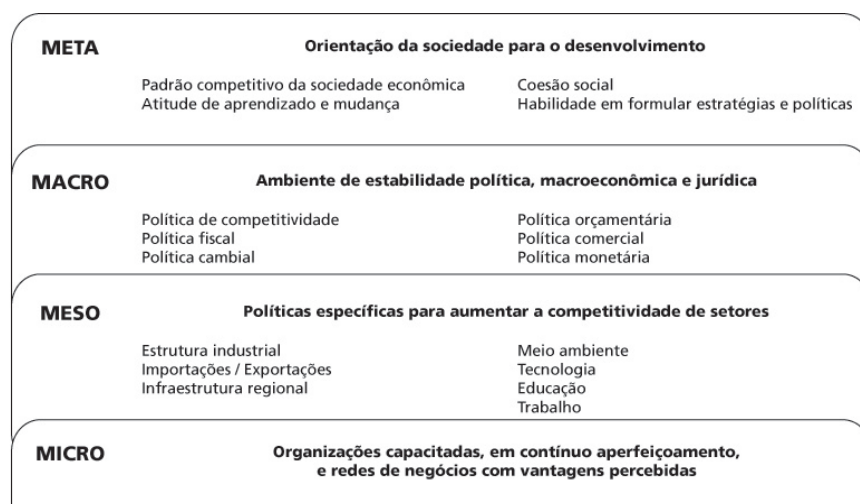 META
Orientação da sociedade para o desenvolvimento
Padrão competitivo da sociedade econômica
Atitude de aprendizado e mudança
Coesão social
Habilidade em formular estratégias e políticas
MACRO
Ambiente de estabilidade política, macroeconômica e jurídica
Política de competitividade
Política fiscal
Política cambial
Política orçamentária
Política comercial
Política monetária
MESO
Políticas específicas para aumentar a competitividade de setores
Estrutura industrial
Importações / Exportações
Infraestrutura regional
Meio ambiente
Tecnologia
Educação
Trabalho
MICRO
Organizações capacitadas, em contínuo aperfeiçoamento,
e redes de negócios com vantagens percebidas